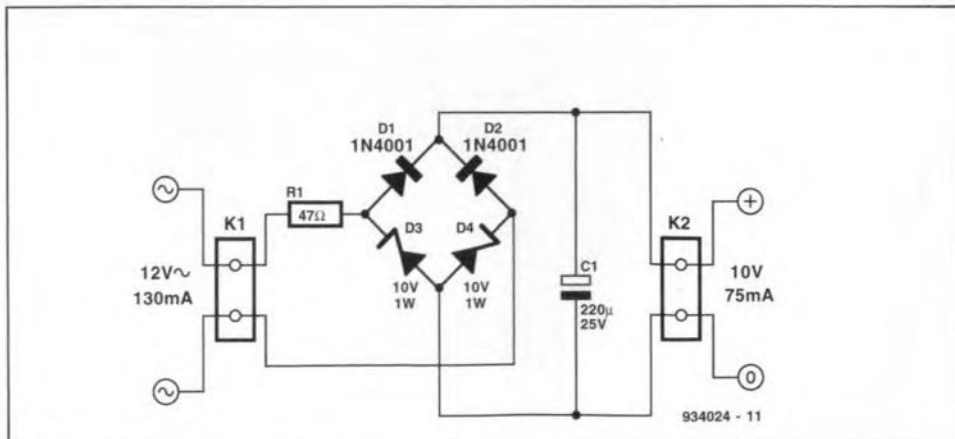 D1
1N4001
D2
1N4001
R1
47Ω
D3
D4
K1
K2
12V~
130mA
10V
1W
10V
1W
C1
220µ
25V
+
10V
75mA
0
934024 - 11